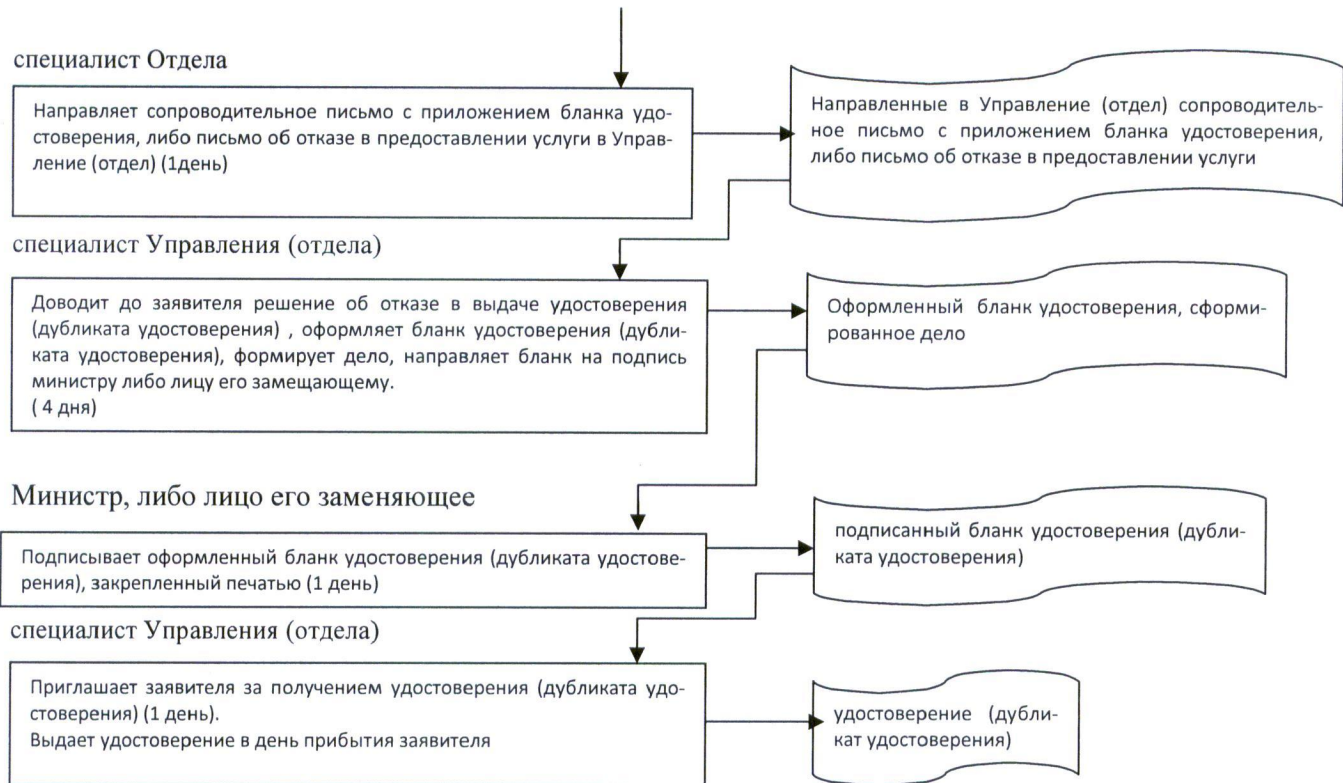 специалист Отдела
Направляет сопроводительное письмо с приложением бланка удо-
стоверения, либо письмо об отказе в предоставлении услуги в Управ-
ление (отдел) (1день)
Направленные в Управление (отдел) сопроводитель-
ное письмо с приложением бланка удостоверения,
либо письмо об отказе в предоставлении услуги
специалист Управления (отдела)
Доводит до заявителя решение об отказе в выдаче удостоверения
(дубликата удостоверения) , оформляет бланк удостоверения (дубли-
ката удостоверения), формирует дело, направляет бланк на подпись
министру либо лицу его замещающему.
( 4 дня)
Оформленный бланк удостоверения, сформи-
рованное дело
Министр, либо лицо его заменяющее
Подписывает оформленный бланк удостоверения (дубликата удостове-
рения), закрепленный печатью (1 день)
подписанный бланк удостоверения (дубли-
ката удостоверения)
специалист Управления (отдела)
Приглашает заявителя за получением удостоверения (дубликата удо-
стоверения) (1 день).
Выдает удостоверение в день прибытия заявителя
удостоверение (дубли-
кат удостоверения)